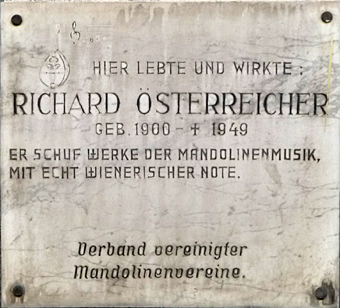 HIER LEBTE UND WIRKTE:
RICHARD ÖSTERREICHER
GEB. 1900 - ✝ 1949
ER SCHUF WERKE DER MANDOLINENMUSIK,
MIT ECHT WIENERISCHER NOTE.
Verband vereinigter
Mandolinenvereine.